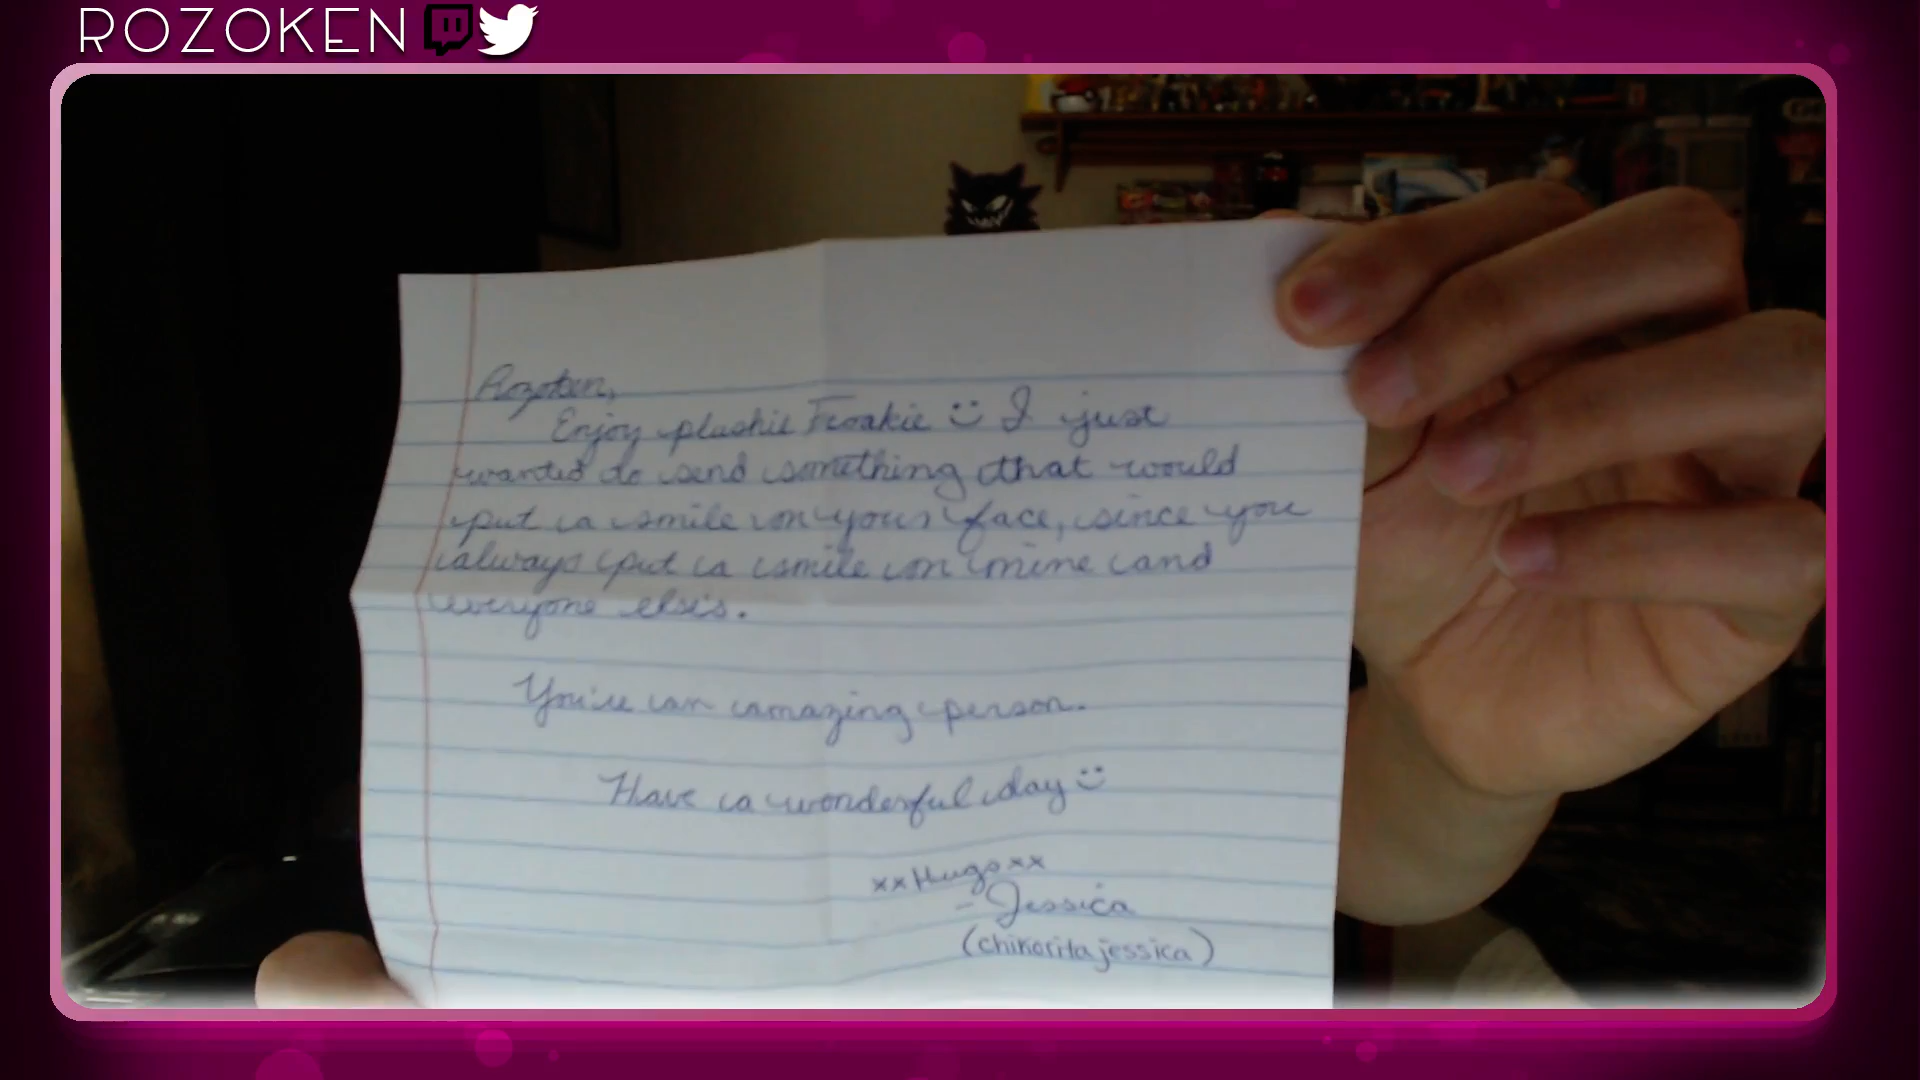 ROZOKEN
Rozoken,
Enjoy plushie Froakie :) I just
wanted to send something that would
put a smile on your face, since you
always put a smile on mine and
everyone else's.
You're an amazing person.
Have a wonderful day :)
xxHugsxx
- Jessica
(chikoritajessica)